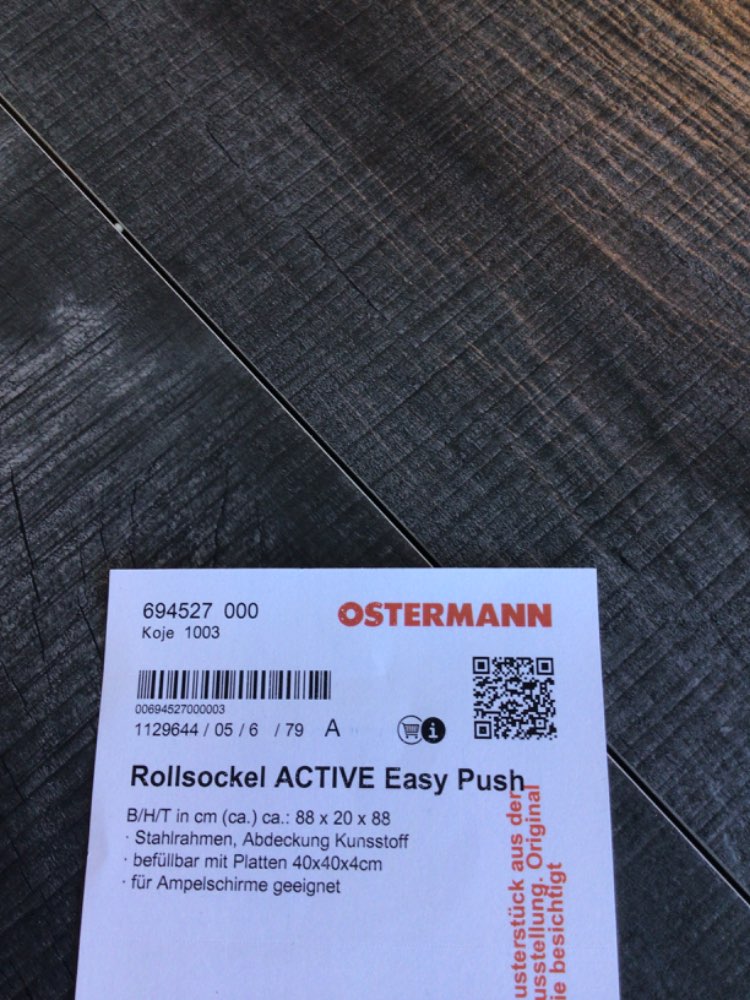 694527 000
OSTERMANN
Koje 1003
00694527000003
1129644 / 05 / 6 / 79 A
i
Rollsockel ACTIVE Easy Push
B/H/T in cm (ca.) ca.: 88 x 20 x 88
· Stahlrahmen, Abdeckung Kunsstoff
· befüllbar mit Platten 40x40x4cm
· für Ampelschirme geeignet
usterstück aus der
usstellung. Original
ie besichtigt